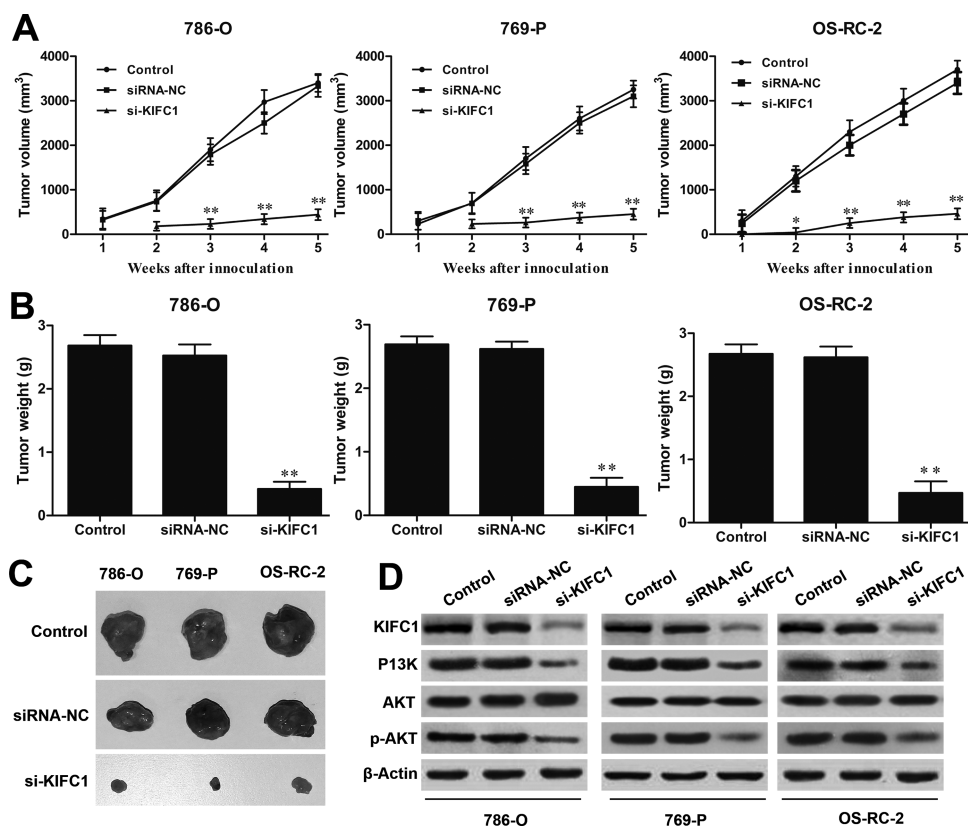 A
786-O
769-P
OS-RC-2
Tumor volume (mm3)
4000
3000
2000
1000
0
Control
siRNA-NC
si-KIFC1
**
**
**
1 2 3 4 5
Weeks after innoculation
Tumor volume (mm3)
4000
3000
2000
1000
0
Control
siRNA-NC
si-KIFC1
**
**
**
1 2 3 4 5
Weeks after innoculation
Tumor volume (mm3)
4000
3000
2000
1000
0
Control
siRNA-NC
si-KIFC1
*
**
**
**
1 2 3 4 5
Weeks after innoculation
B
786-O
769-P
OS-RC-2
Tumor weight (g)
3
2
1
0
**
Control siRNA-NC si-KIFC1
Tumor weight (g)
3
2
1
0
**
Control siRNA-NC si-KIFC1
Tumor weight (g)
3
2
1
0
**
Control siRNA-NC si-KIFC1
C
786-O 769-P OS-RC-2
Control
siRNA-NC
si-KIFC1
D
Control siRNA-NC si-KIFC1
Control siRNA-NC si-KIFC1
Control siRNA-NC si-KIFC1
KIFC1
P13K
AKT
p-AKT
β-Actin
786-O
769-P
OS-RC-2